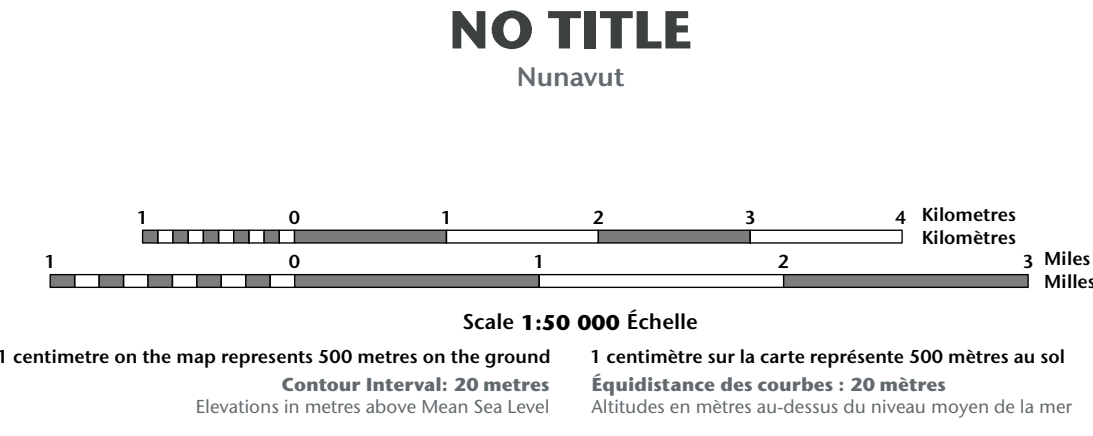 NO TITLE
Nunavut
1 0 1 2 3 4 Kilometres
Kilomètres
1 0 1 2 3 Miles
Milles
Scale 1:50 000 Échelle
1 centimetre on the map represents 500 metres on the ground
Contour Interval: 20 metres
Elevations in metres above Mean Sea Level
1 centimètre sur la carte représente 500 mètres au sol
Équidistance des courbes : 20 mètres
Altitudes en mètres au-dessus du niveau moyen de la mer